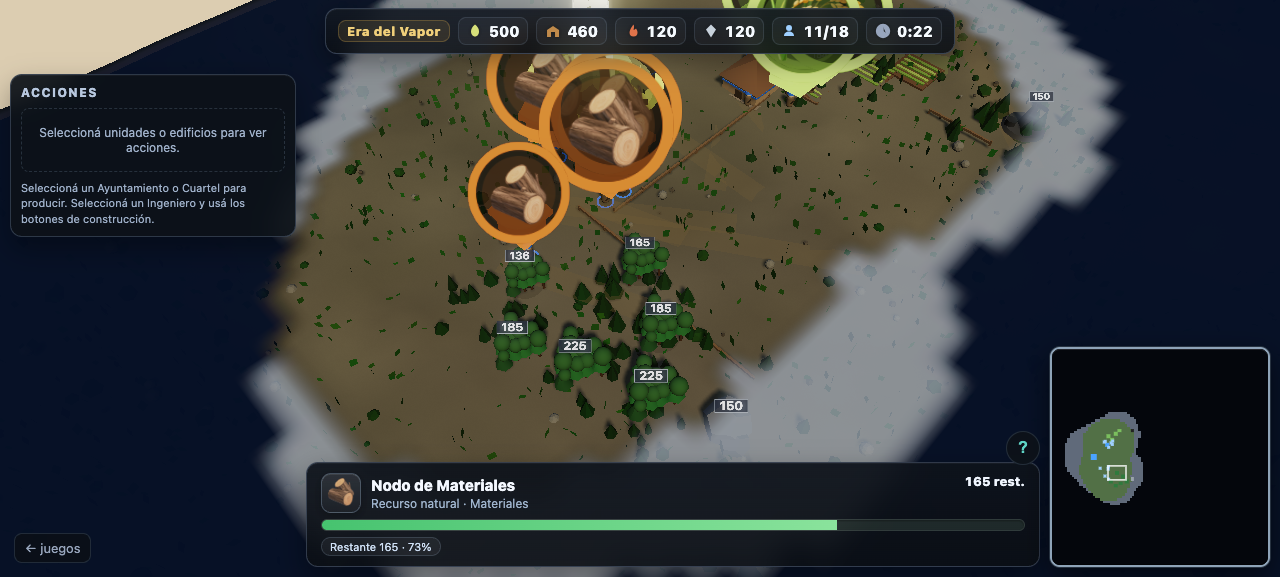 Era del Vapor 500 460 120 120 11/18 0:22
ACCIONES
Seleccioná unidades o edificios para ver
acciones.
Seleccioná un Ayuntamiento o Cuartel para
producir. Seleccioná un Ingeniero y usá los
botones de construcción.
150
165
136
185
185
225
225
150
?
Nodo de Materiales
165 rest.
Recurso natural · Materiales
Restante 165 · 73%
← juegos